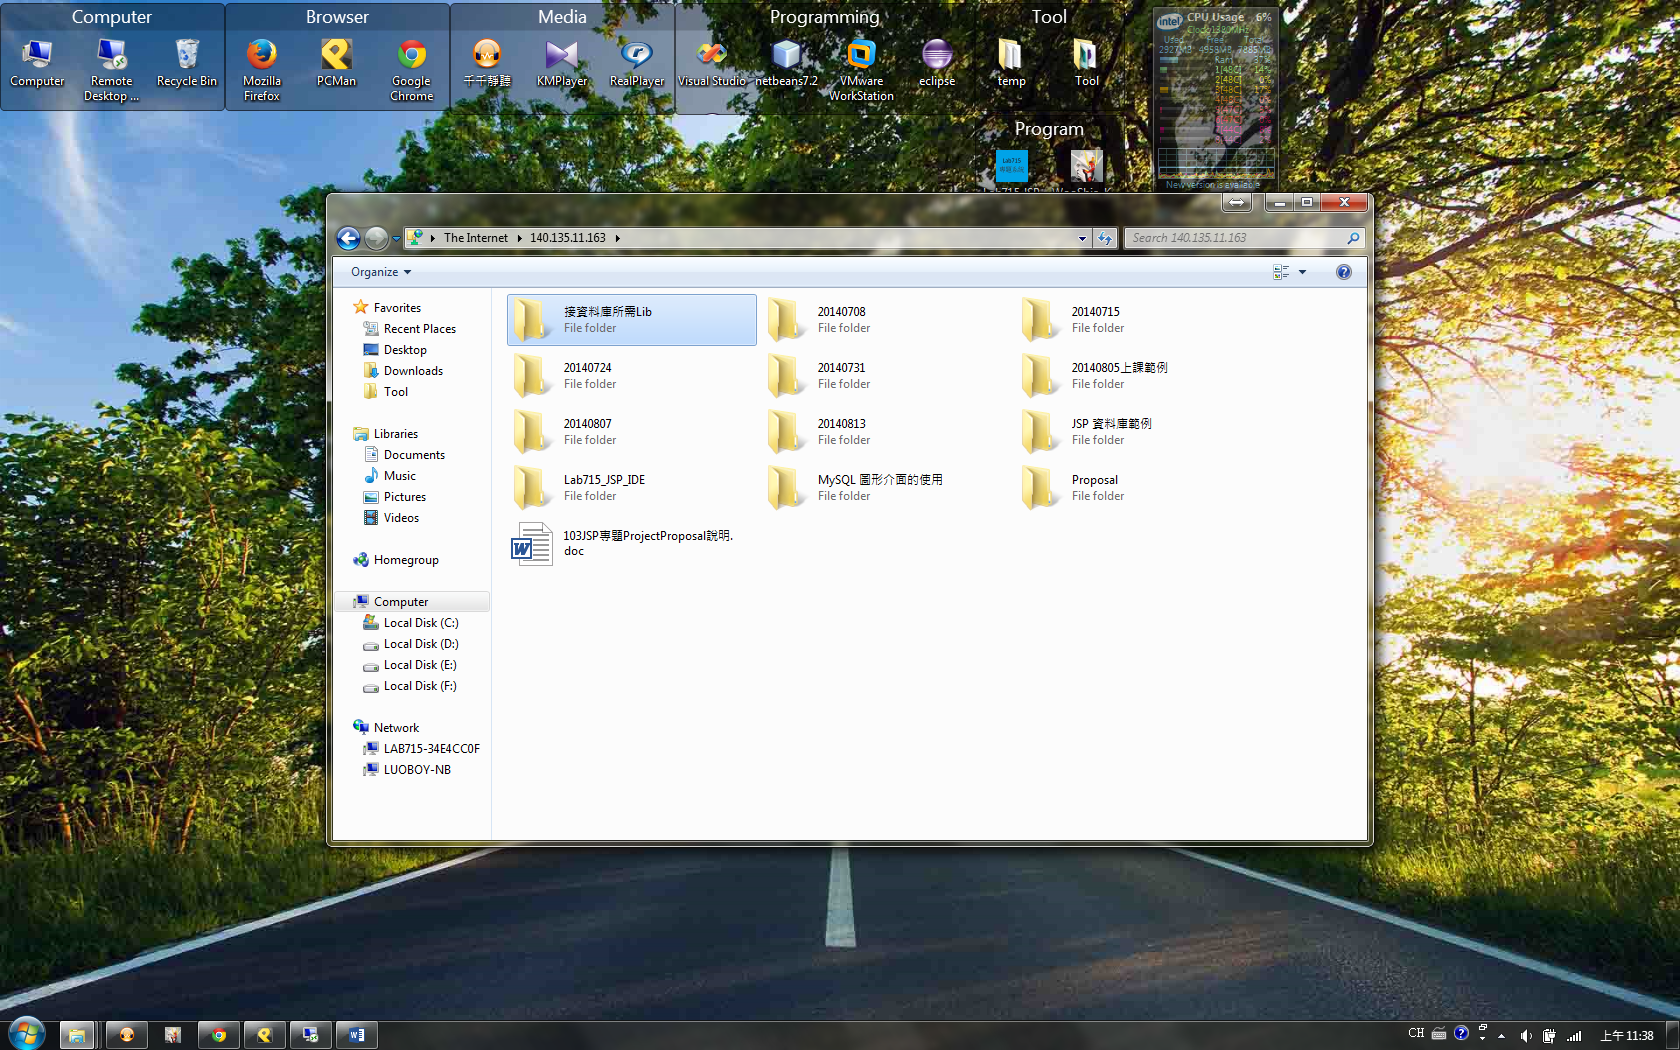 Computer
Browser
Media
Programming
Tool
Computer
Remote
Desktop ...
Recycle Bin
Mozilla
Firefox
PCMan
Google
Chrome
千千靜聽
KMPlayer
RealPlayer
Visual Studio
netbeans7.2
VMware
WorkStation
eclipse
temp
Tool
Program
intel
CPU Usage 6%
New version is available
The Internet
140.135.11.163
Search 140.135.11.163
Organize
Favorites
Recent Places
Desktop
Downloads
Tool
Libraries
Documents
Music
Pictures
Videos
Homegroup
Computer
Local Disk (C:)
Local Disk (D:)
Local Disk (E:)
Local Disk (F:)
Network
LAB715-34E4CC0F
LUOBOY-NB
接資料庫所需Lib
File folder
20140708
File folder
20140715
File folder
20140724
File folder
20140731
File folder
20140805上課範例
File folder
20140807
File folder
20140813
File folder
JSP 資料庫範例
File folder
Lab715_JSP_IDE
File folder
MySQL 圖形介面的使用
File folder
Proposal
File folder
103JSP專題ProjectProposal說明.
doc
CH
上午 11:38